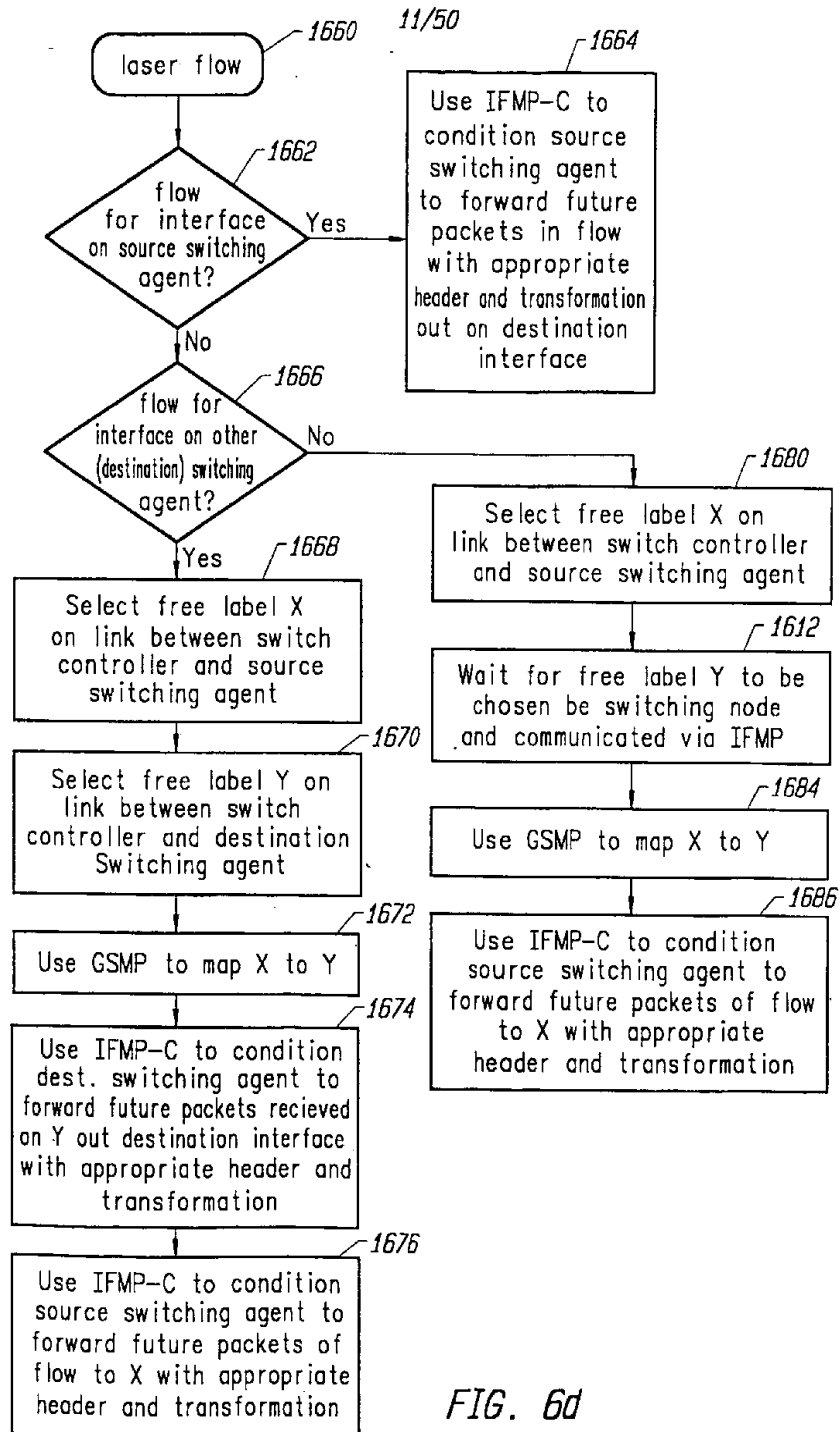 11/50
1660
laser flow
1662
flow
for interface
on source switching
agent?
Yes
1664
Use IFMP-C to
condition source
switching agent
to forward future
packets in flow
with appropriate
header and transformation
out on destination
interface
No
1666
flow for
interface on other
(destination) switching
agent?
No
Yes
1668
Select free label X
on link between switch
controller and source
switching agent
1670
Select free label Y on
link between switch
controller and destination
Switching agent
1672
Use GSMP to map X to Y
1674
Use IFMP-C to condition
dest. switching agent to
forward future packets recieved
on Y out destination interface
with appropriate header and
transformation
1676
Use IFMP-C to condition
source switching agent to
forward future packets of
flow to X with appropriate
header and transformation
1680
Select free label X on
link between switch controller
and source switching agent
1612
Wait for free label Y to be
chosen be switching node
and communicated via IFMP
1684
Use GSMP to map X to Y
1686
Use IFMP-C to condition
source switching agent to
forward future packets of flow
to X with appropriate
header and transformation
FIG. 6d